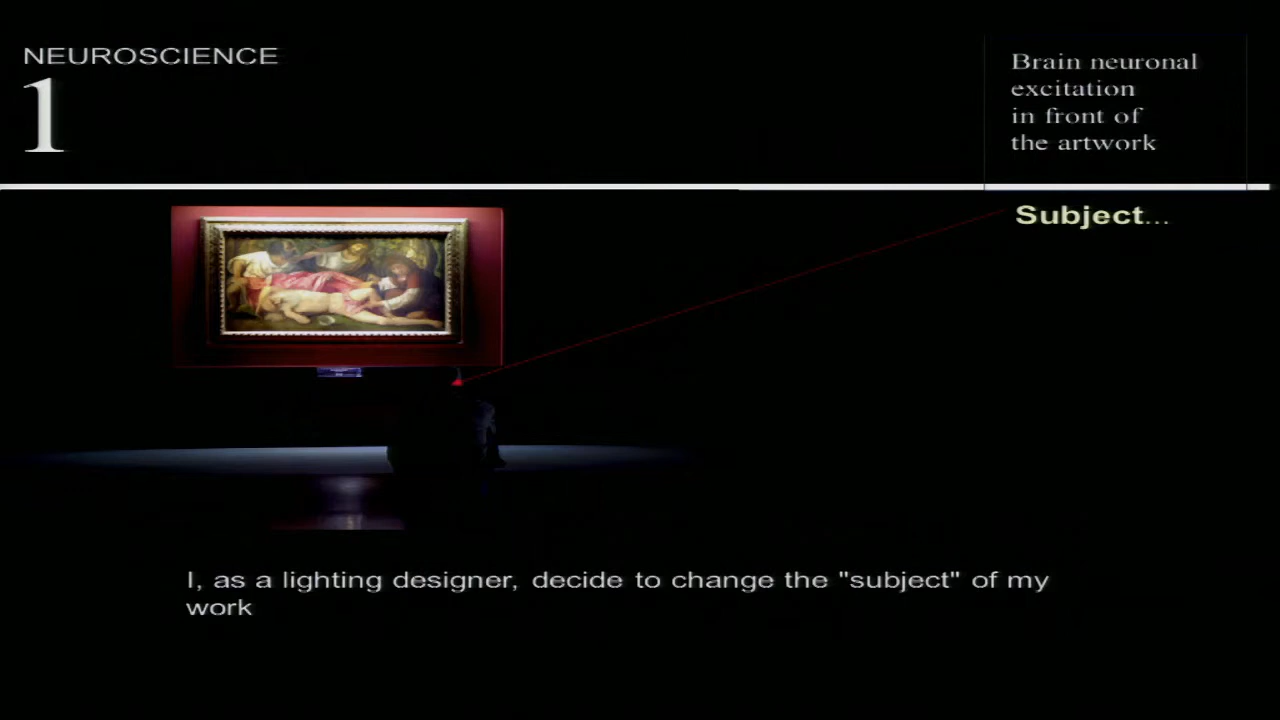 NEUROSCIENCE
1
Brain neuronal
excitation
in front of
the artwork
Subject...
I, as a lighting designer, decide to change the "subject" of my
work